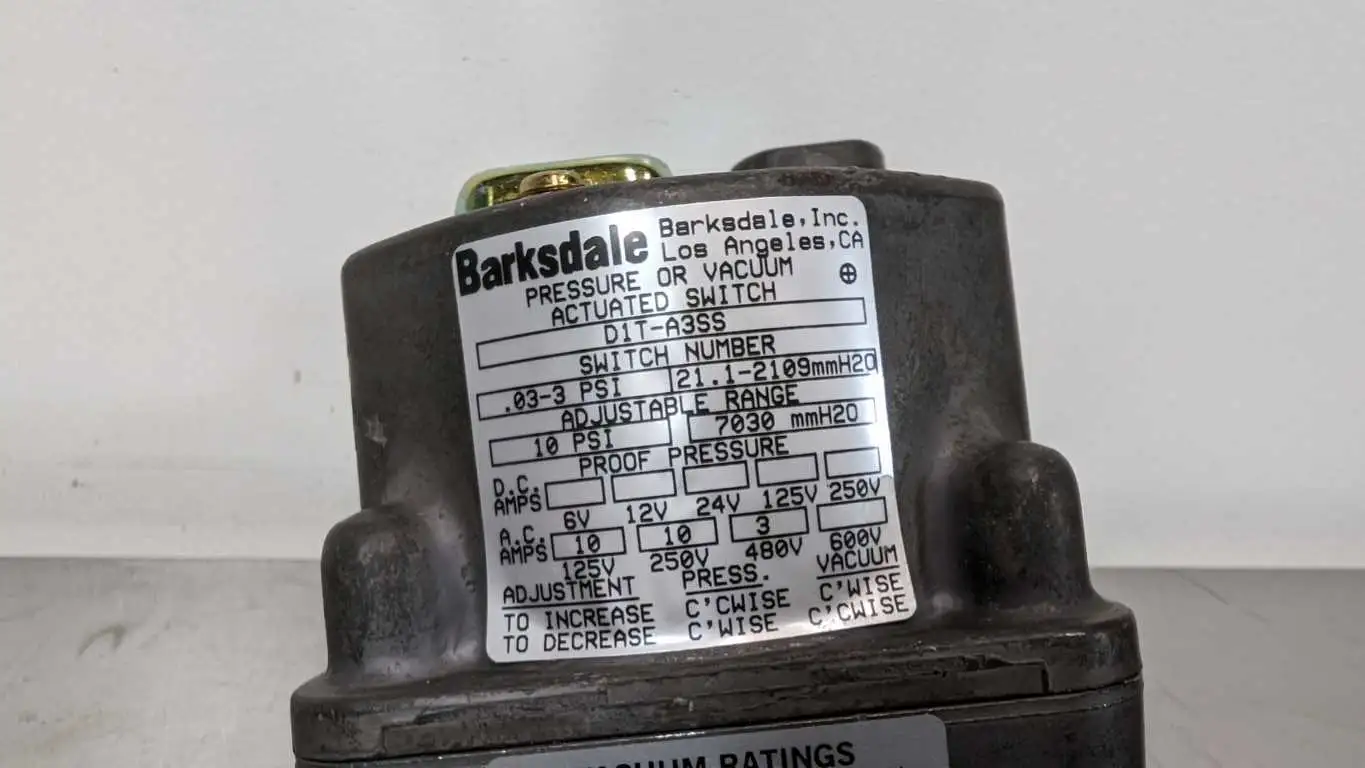 Barksdale Barksdale,Inc.
Los Angeles,CA
PRESSURE OR VACUUM
ACTUATED SWITCH
D1T-A3SS
SWITCH NUMBER
.03-3 PSI 21.1-2109mmH2O
ADJUSTABLE RANGE
10 PSI 7030 mmH2O
PROOF PRESSURE
D.C.
AMPS
6V 12V 24V 125V 250V
A.C.
AMPS 10 10 3
125V 250V 480V 600V
ADJUSTMENT PRESS. VACUUM
TO INCREASE C'CWISE C'WISE
TO DECREASE C'WISE C'CWISE
VACUUM RATINGS